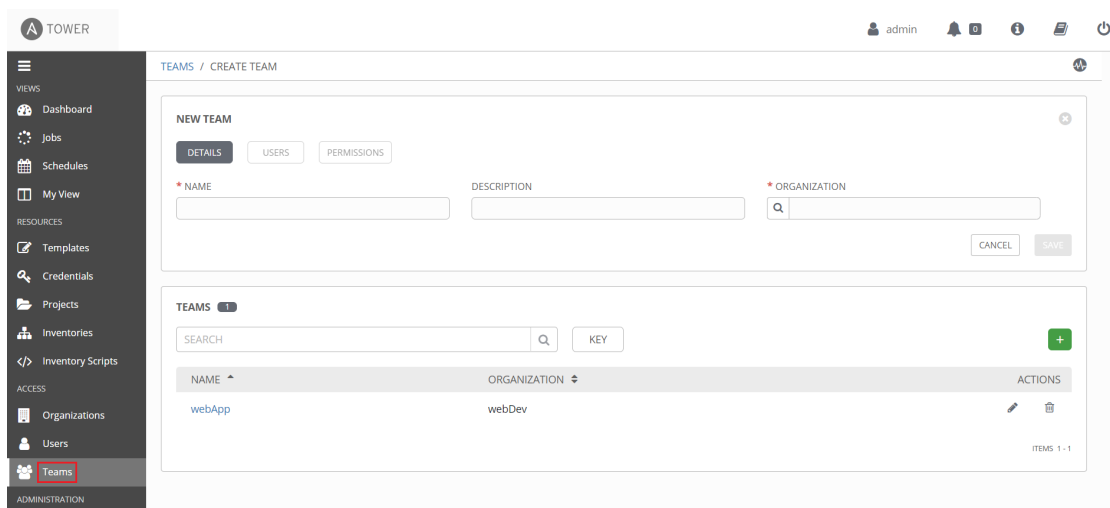 A TOWER
admin
0
TEAMS / CREATE TEAM
VIEWS
Dashboard
Jobs
Schedules
My View
RESOURCES
Templates
Credentials
Projects
Inventories
Inventory Scripts
ACCESS
Organizations
Users
Teams
ADMINISTRATION
NEW TEAM
DETAILS USERS PERMISSIONS
* NAME DESCRIPTION * ORGANIZATION
CANCEL SAVE
TEAMS 1
SEARCH KEY +
NAME ORGANIZATION ACTIONS
webApp webDev
ITEMS 1 - 1